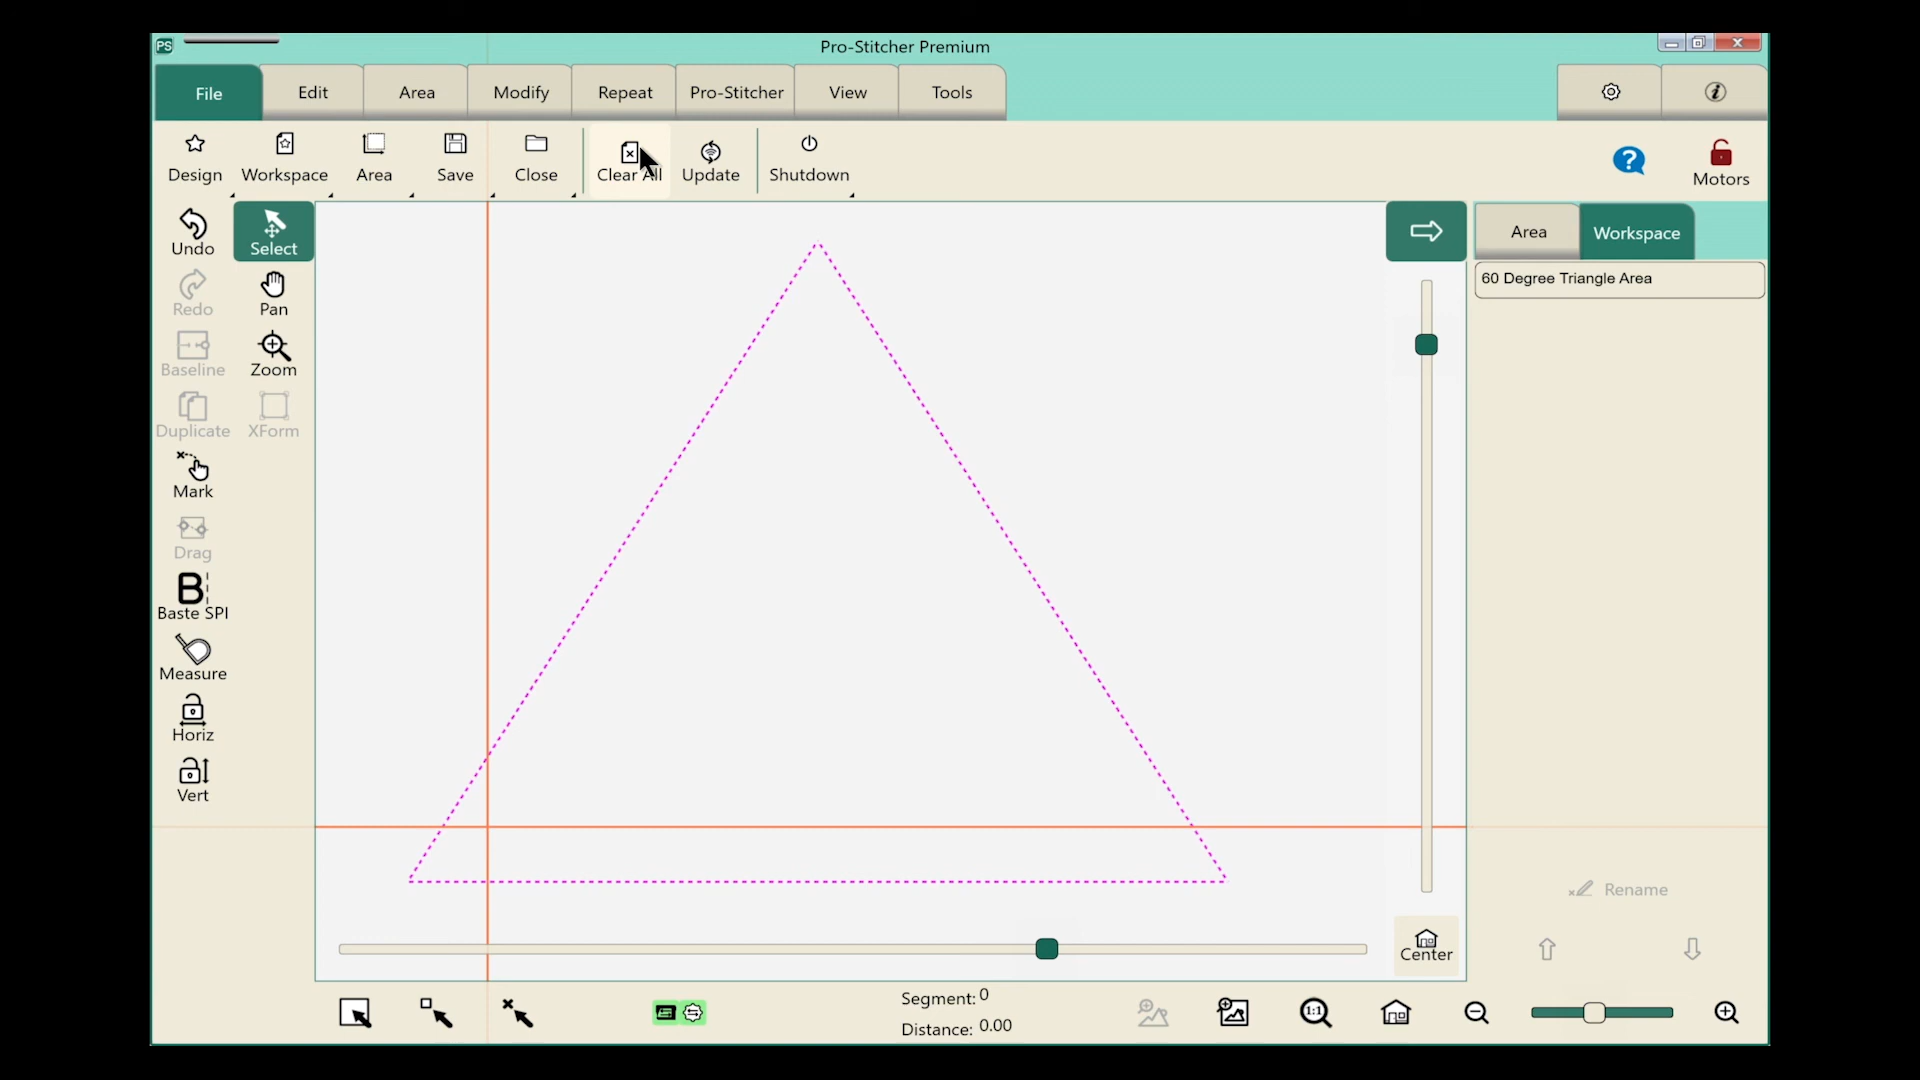 PS
Pro-Stitcher Premium
File Edit Area Modify Repeat Pro-Stitcher View Tools
Design Workspace Area Save Close Clear All Update Shutdown Motors
Undo Select
Redo Pan
Baseline Zoom
Duplicate XForm
Mark
Drag
B
Baste SPI
Measure
Horiz
Vert
Area Workspace
60 Degree Triangle Area
Rename
Center
Segment: 0
Distance: 0.00
1:1